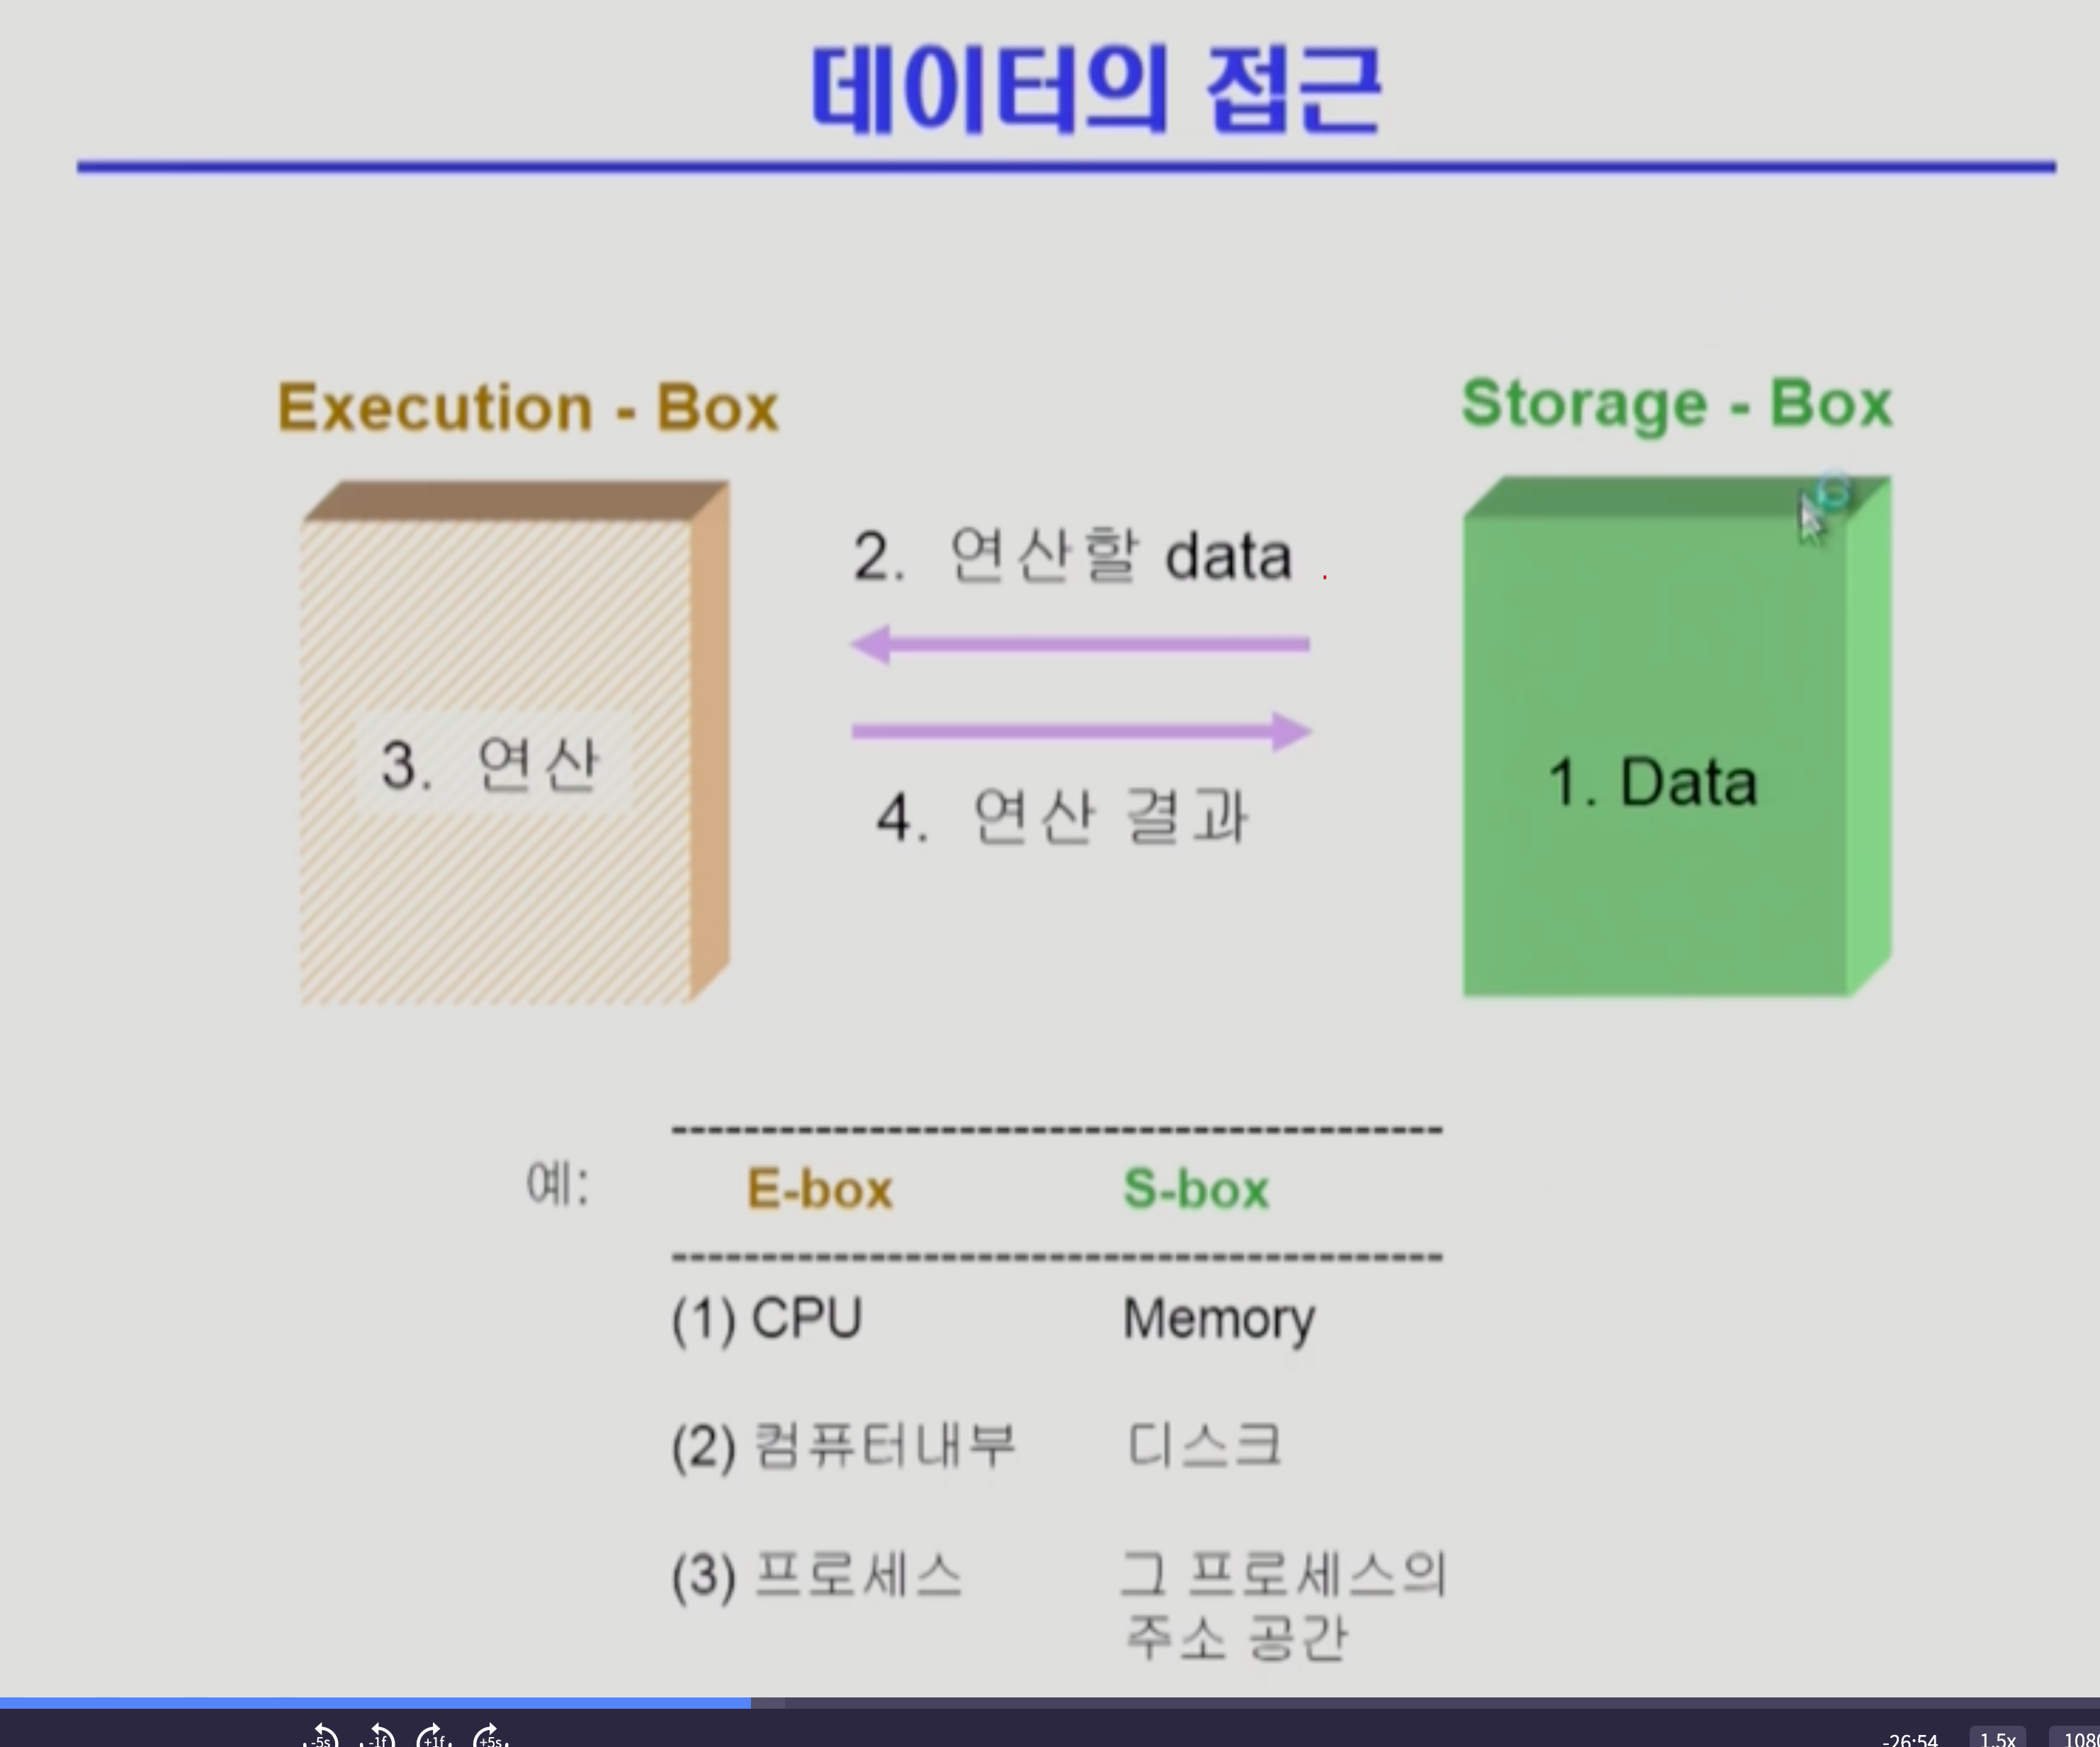 데이터의 접근
Execution - Box
Storage - Box
2. 연산할 data
3. 연산
1. Data
4. 연산 결과
예: E-box S-box
(1) CPU Memory
(2) 컴퓨터내부 디스크
(3) 프로세스 그 프로세스의
주소 공간
-5s -1f +1f +5s -26:54 1.5x